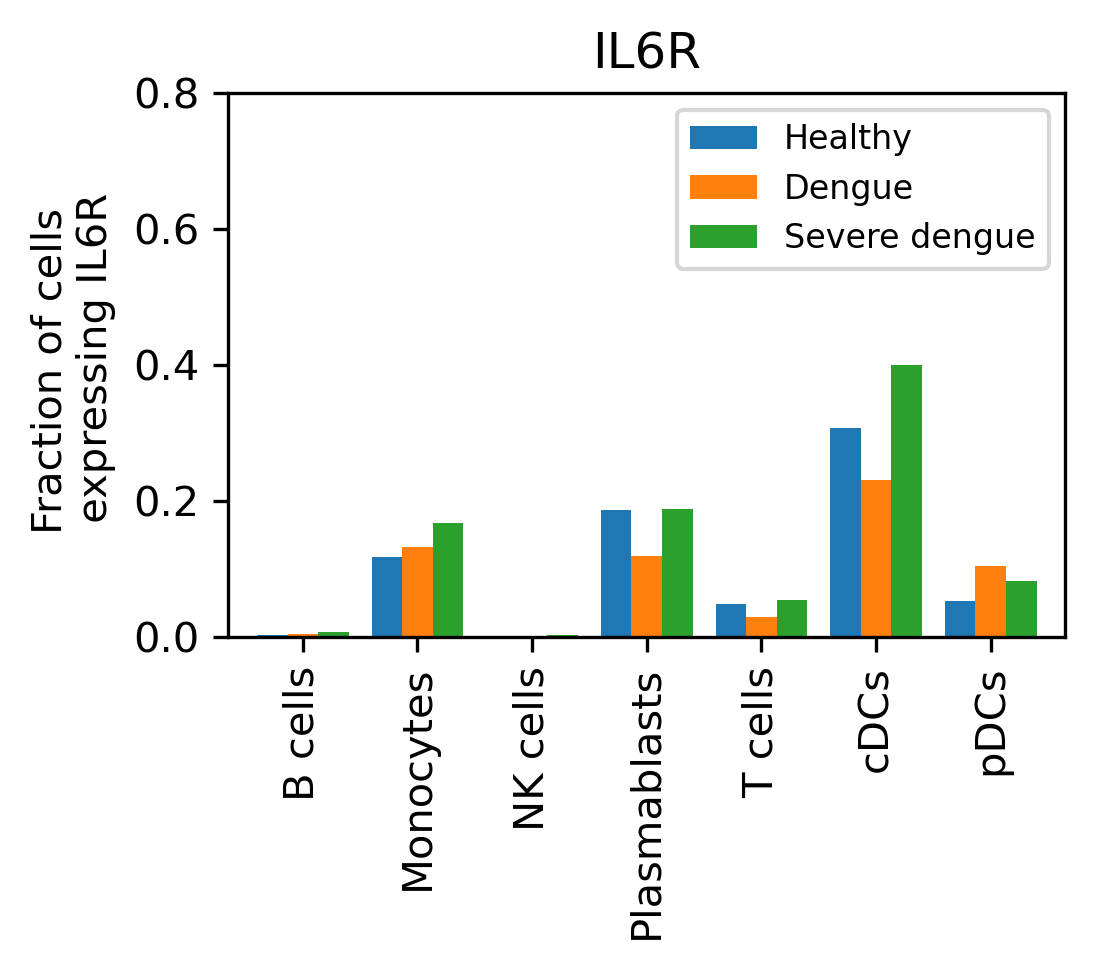 IL6R
Fraction of cells
expressing IL6R
0.8
0.6
0.4
0.2
0.0
Healthy
Dengue
Severe dengue
B cells
Monocytes
NK cells
Plasmablasts
T cells
cDCs
pDCs